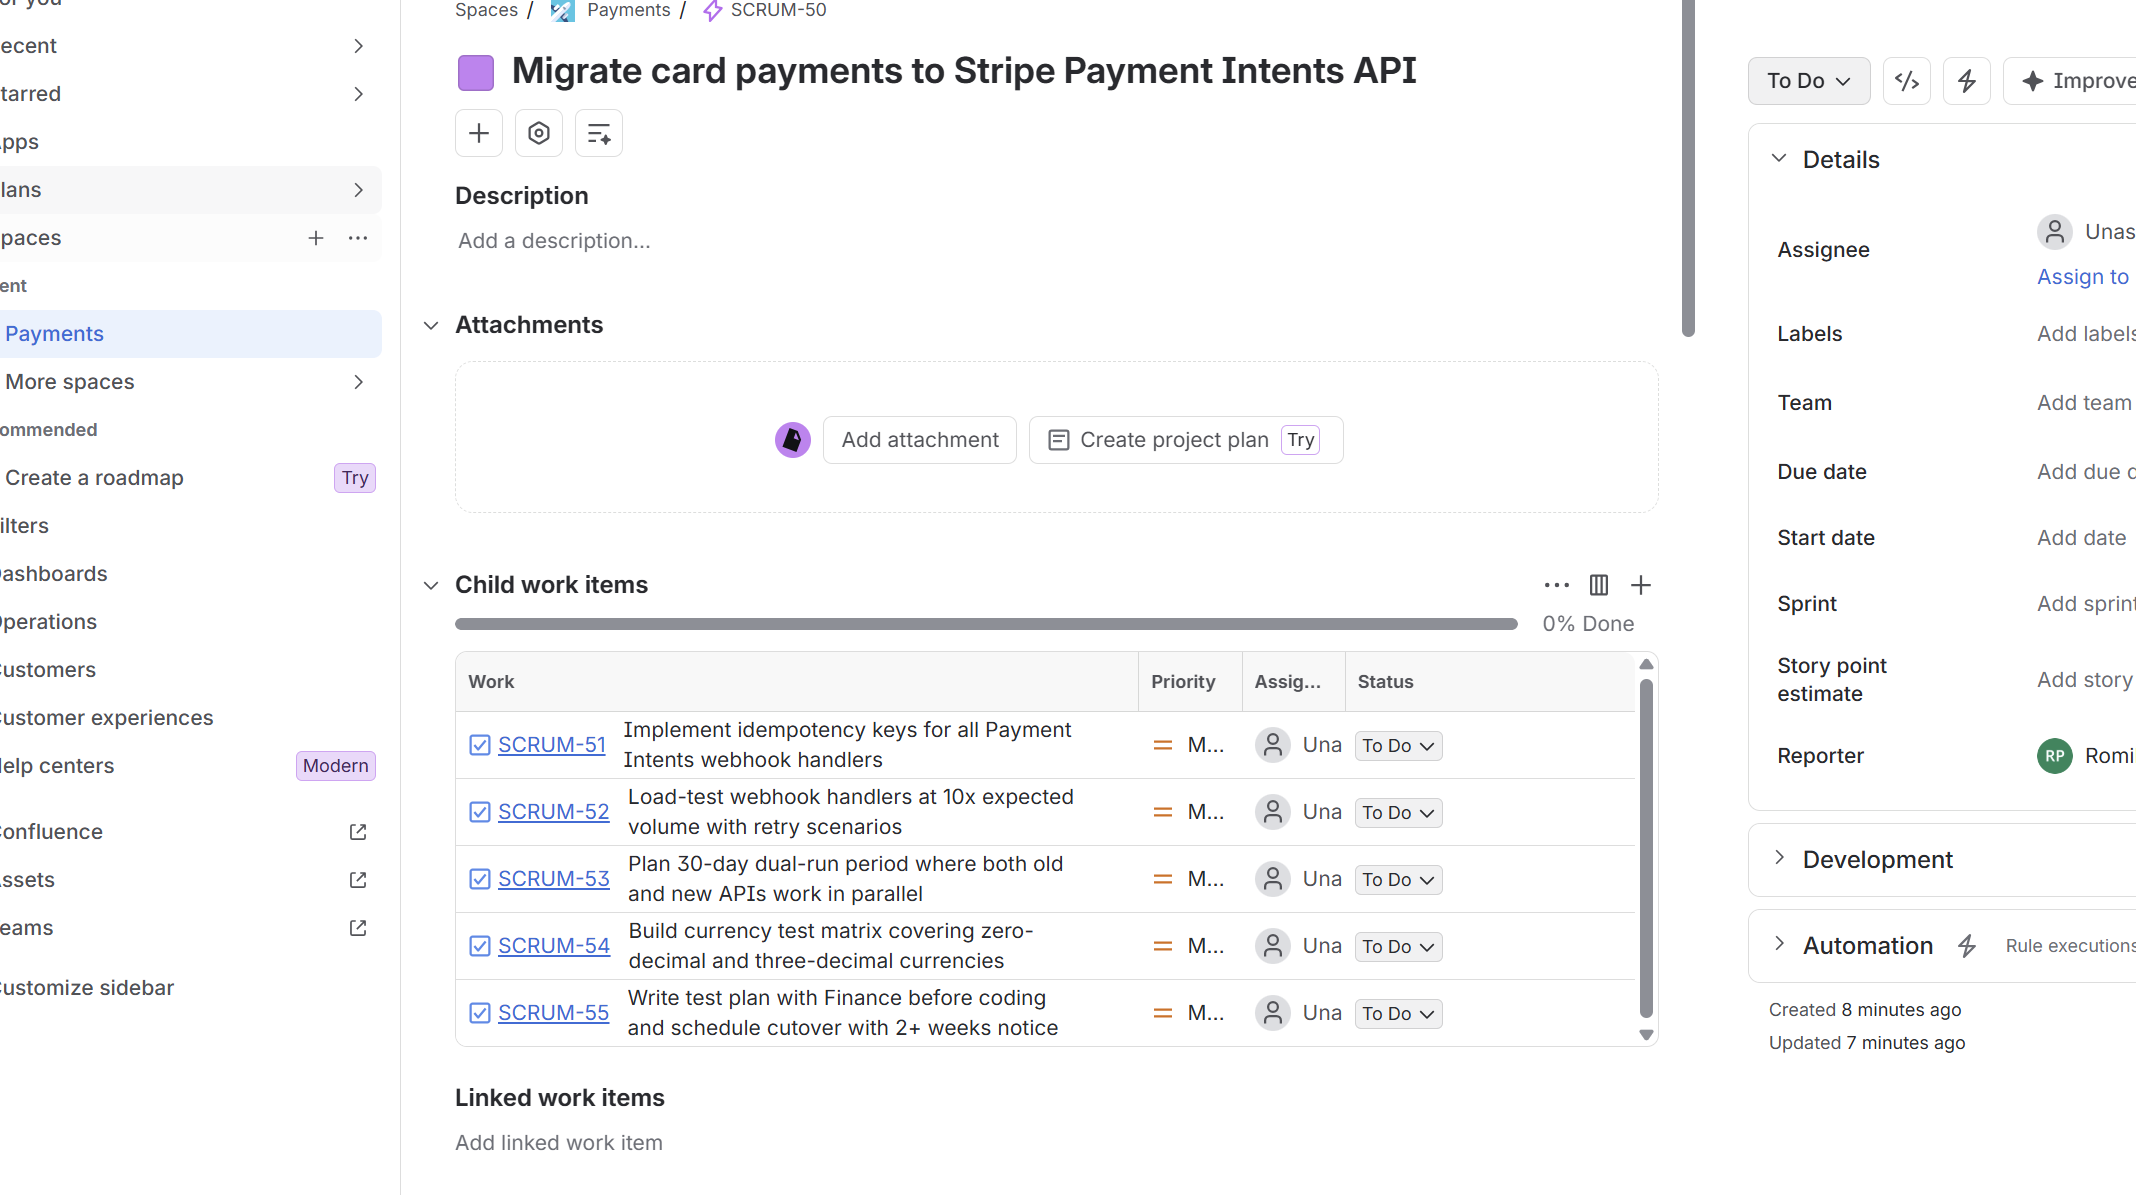 Spaces / Payments / SCRUM-50
Migrate card payments to Stripe Payment Intents API
Description
Add a description...
Attachments
Add attachment
Create project plan Try
Child work items
0% Done
Work Priority Assig... Status
SCRUM-51 Implement idempotency keys for all Payment
Intents webhook handlers
M... Una To Do
SCRUM-52 Load-test webhook handlers at 10x expected
volume with retry scenarios
M... Una To Do
SCRUM-53 Plan 30-day dual-run period where both old
and new APIs work in parallel
M... Una To Do
SCRUM-54 Build currency test matrix covering zero-
decimal and three-decimal currencies
M... Una To Do
SCRUM-55 Write test plan with Finance before coding
and schedule cutover with 2+ weeks notice
M... Una To Do
Linked work items
Add linked work item
or you
ecent
tarred
pps
lans
paces
ent
Payments
More spaces
ommended
Create a roadmap Try
ilters
ashboards
perations
ustomers
ustomer experiences
elp centers Modern
onfluence
ssets
eams
ustomize sidebar
To Do
Improve
Details
Assignee Unas
Assign to
Labels Add labels
Team Add team
Due date Add due d
Start date Add date
Sprint Add sprint
Story point
estimate
Add story
Reporter RP Romi
Development
Automation Rule executions
Created 8 minutes ago
Updated 7 minutes ago